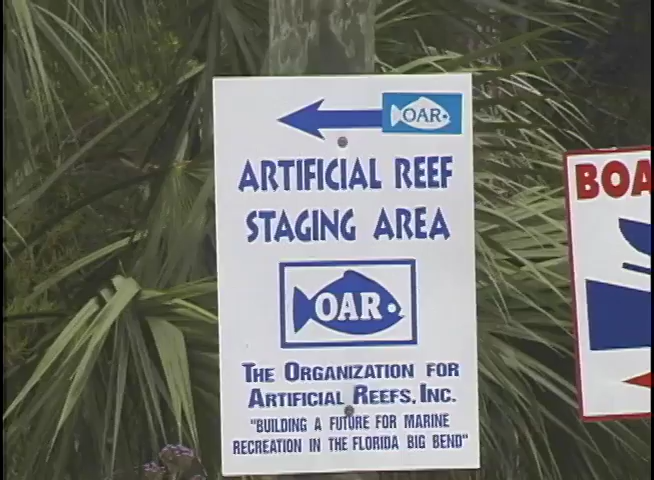 OAR
ARTIFICIAL REEF
STAGING AREA
OAR
THE ORGANIZATION FOR
ARTIFICIAL REEFS, INC.
"BUILDING A FUTURE FOR MARINE
RECREATION IN THE FLORIDA BIG BEND"
BOA